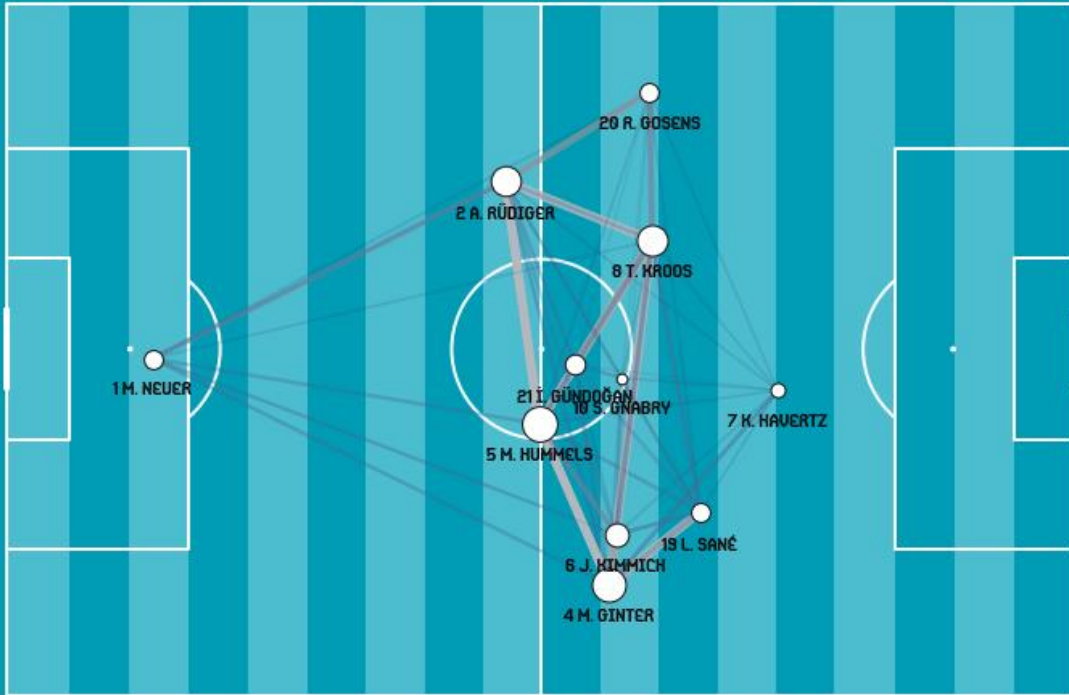 20 R. GOSENS
2 A. RÜDIGER
8 T. KROOS
1 M. NEUER
21 İ. GÜNDOĞAN
10 S. GNABRY
7 K. HAVERTZ
5 M. HUMMELS
19 L. SANÉ
6 J. KIMMICH
4 M. GINTER